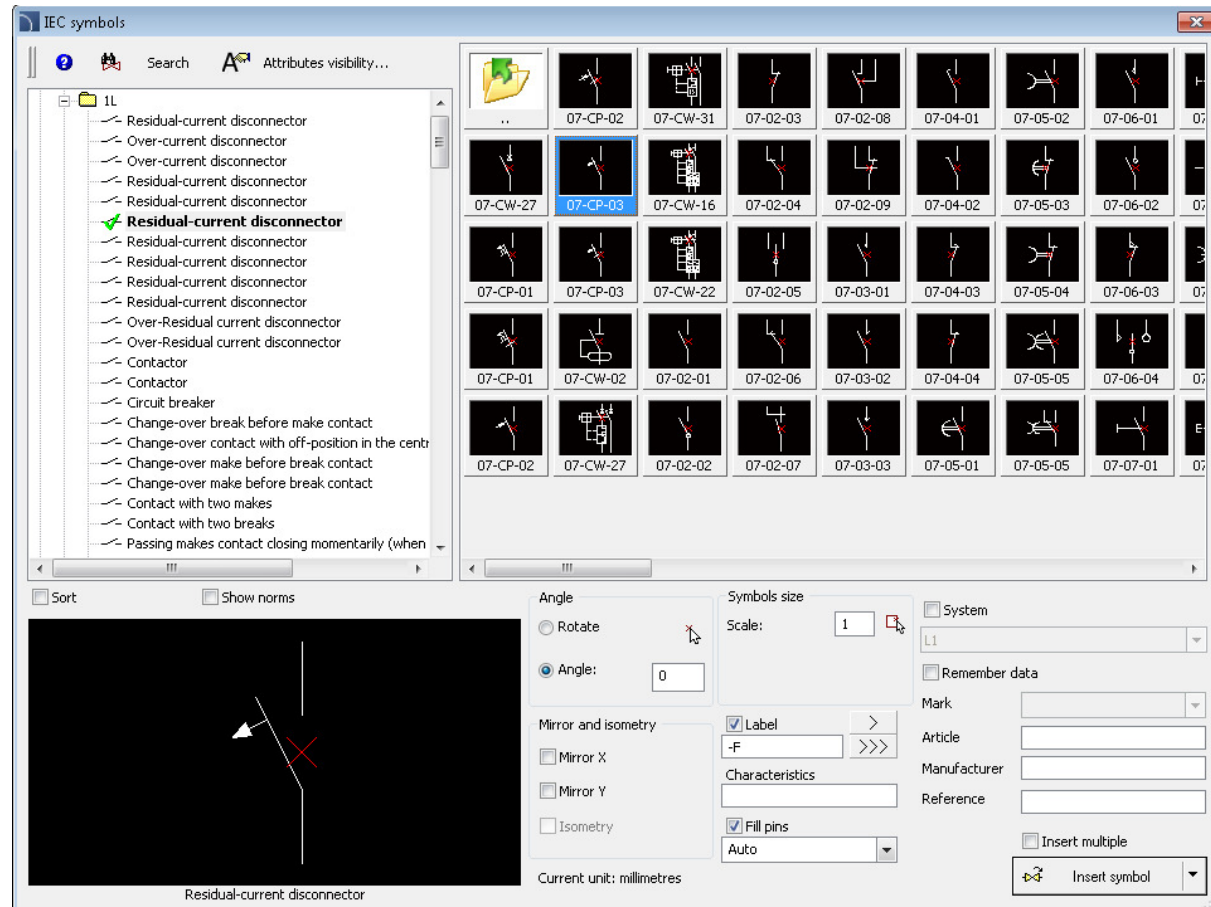 IEC symbols
Search
Attributes visibility...
1L
Residual-current disconnector
Over-current disconnector
Over-current disconnector
Residual-current disconnector
Residual-current disconnector
Residual-current disconnector
Residual-current disconnector
Residual-current disconnector
Residual-current disconnector
Residual-current disconnector
Over-Residual current disconnector
Over-Residual current disconnector
Contactor
Contactor
Circuit breaker
Change-over break before make contact
Change-over contact with off-position in the centr
Change-over make before break contact
Change-over make before break contact
Contact with two makes
Contact with two breaks
Passing makes contact closing momentarily (when
.. 07-CP-02 07-CW-31 07-02-03 07-02-08 07-04-01 07-05-02 07-06-01 07
07-CW-27 07-CP-03 07-CW-16 07-02-04 07-02-09 07-04-02 07-05-03 07-06-02 07
07-CP-01 07-CP-03 07-CW-22 07-02-05 07-03-01 07-04-03 07-05-04 07-06-03 07
07-CP-01 07-CW-02 07-02-01 07-02-06 07-03-02 07-04-04 07-05-05 07-06-04 07
07-CP-02 07-CW-27 07-02-02 07-02-07 07-03-03 07-05-01 07-05-05 07-07-01 07
Sort
Show norms
Residual-current disconnector
Angle
Rotate
Angle: 0
Mirror and isometry
Mirror X
Mirror Y
Isometry
Current unit: millimetres
Symbols size
Scale: 1
Label >
-F >>>
Characteristics
Fill pins
Auto
System
L1
Remember data
Mark
Article
Manufacturer
Reference
Insert multiple
Insert symbol